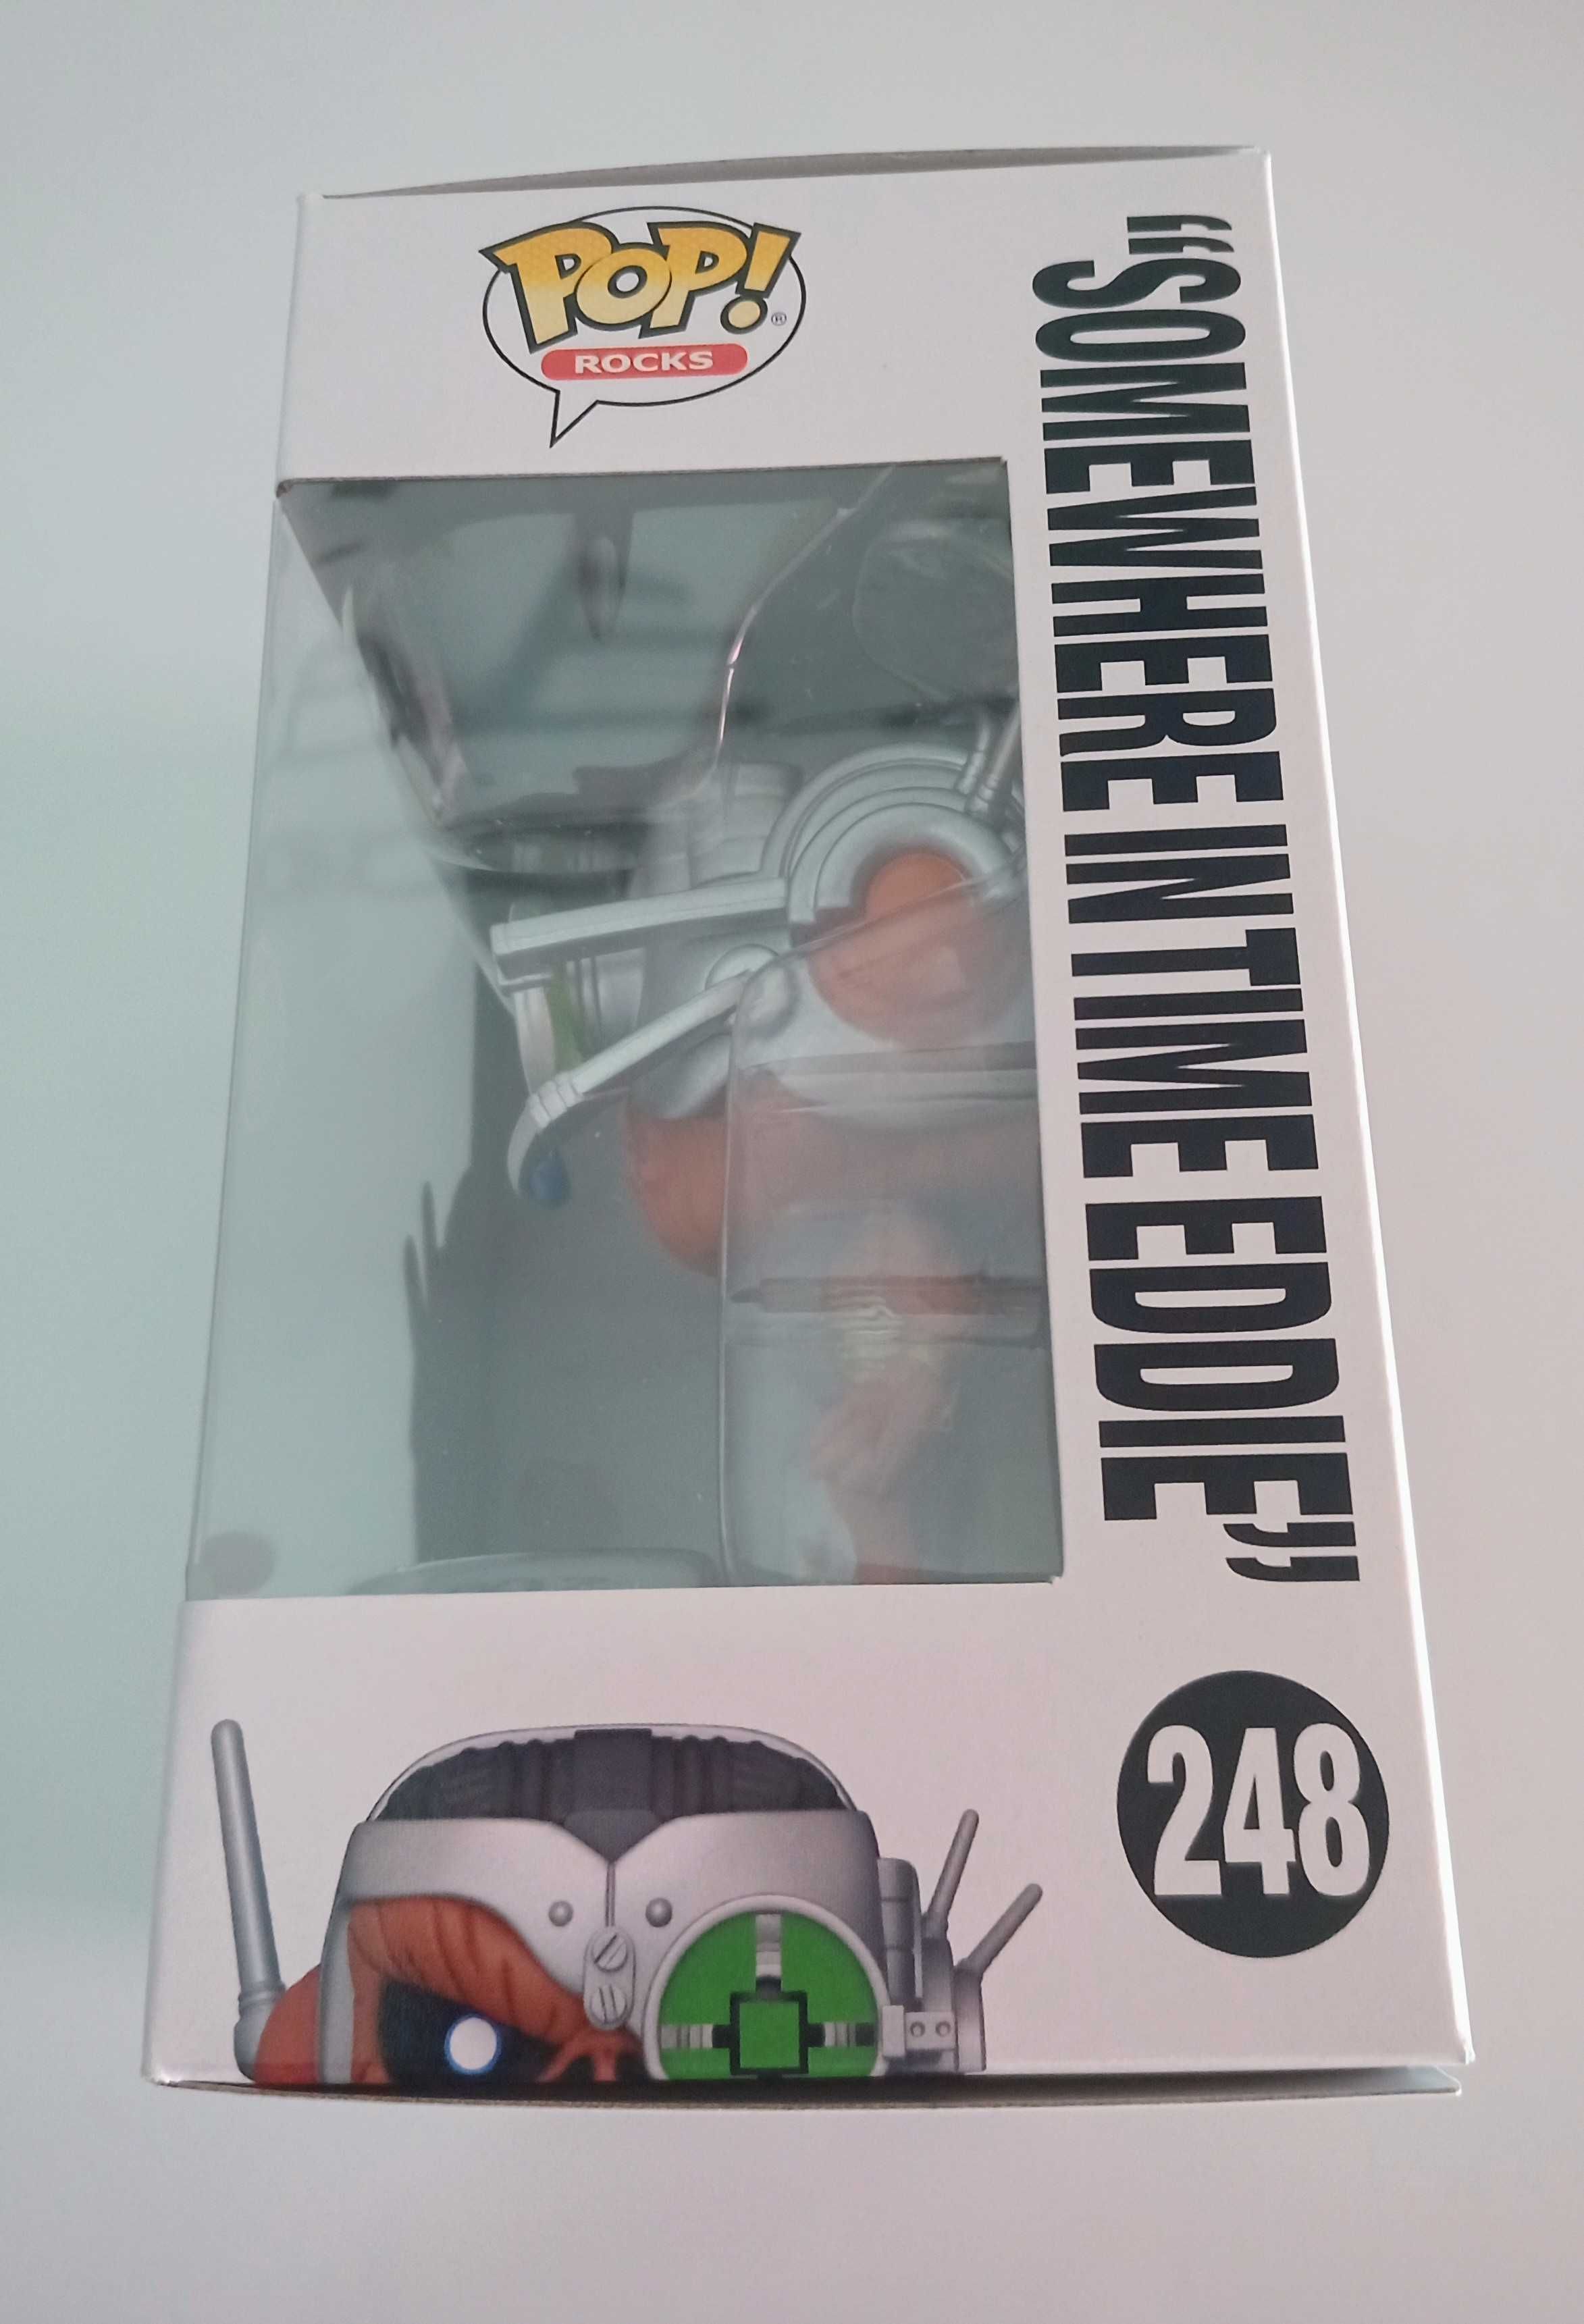 POP!®
ROCKS
“SOMEWHERE IN TIME EDDIE”
248